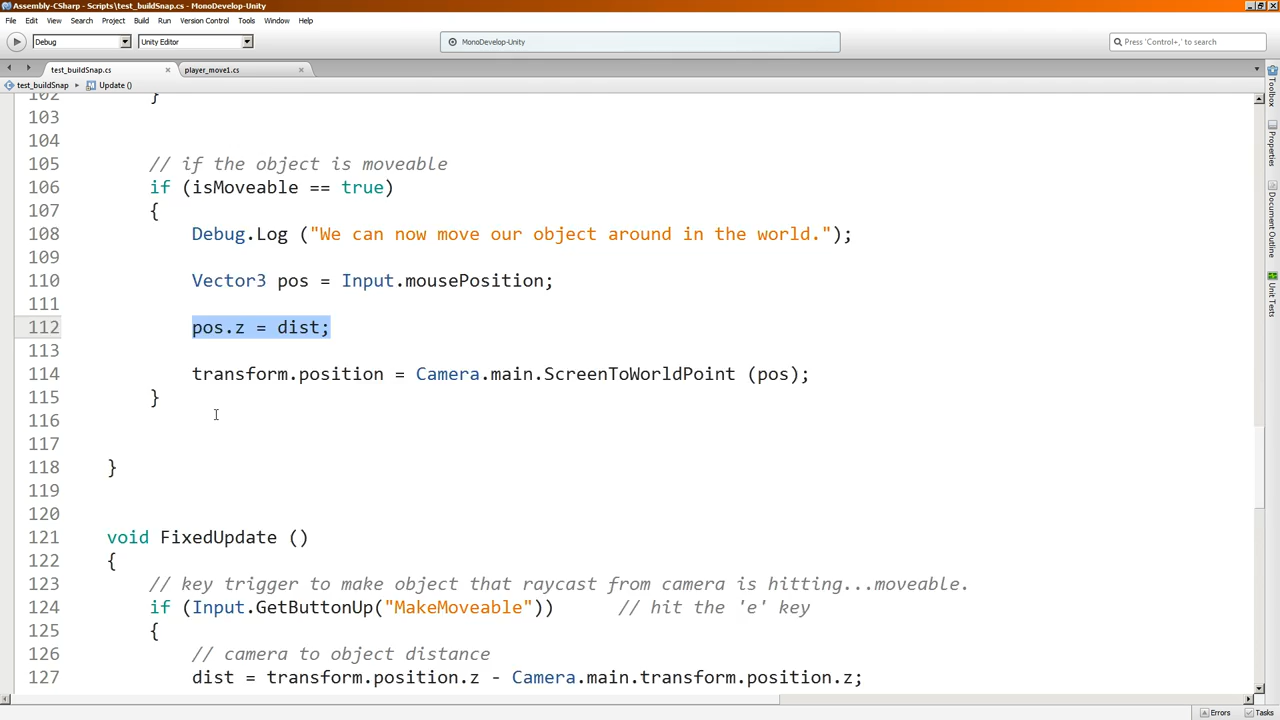 Assembly-CSharp - Scripts\test_buildSnap.cs - MonoDevelop-Unity
File Edit View Search Project Build Run Version Control Tools Window Help
Debug Unity Editor MonoDevelop-Unity Press 'Control+,' to search
test_buildSnap.cs player_move1.cs
test_buildSnap Update ()
102 }
103
104
105 // if the object is moveable
106 if (isMoveable == true)
107 {
108 Debug.Log ("We can now move our object around in the world.");
109
110 Vector3 pos = Input.mousePosition;
111
112 pos.z = dist;
113
114 transform.position = Camera.main.ScreenToWorldPoint (pos);
115 }
116
117
118 }
119
120
121 void FixedUpdate ()
122 {
123 // key trigger to make object that raycast from camera is hitting...moveable.
124 if (Input.GetButtonUp("MakeMoveable")) // hit the 'e' key
125 {
126 // camera to object distance
127 dist = transform.position.z - Camera.main.transform.position.z;
Toolbox
Properties
Document Outline
Unit Tests
Errors Tasks